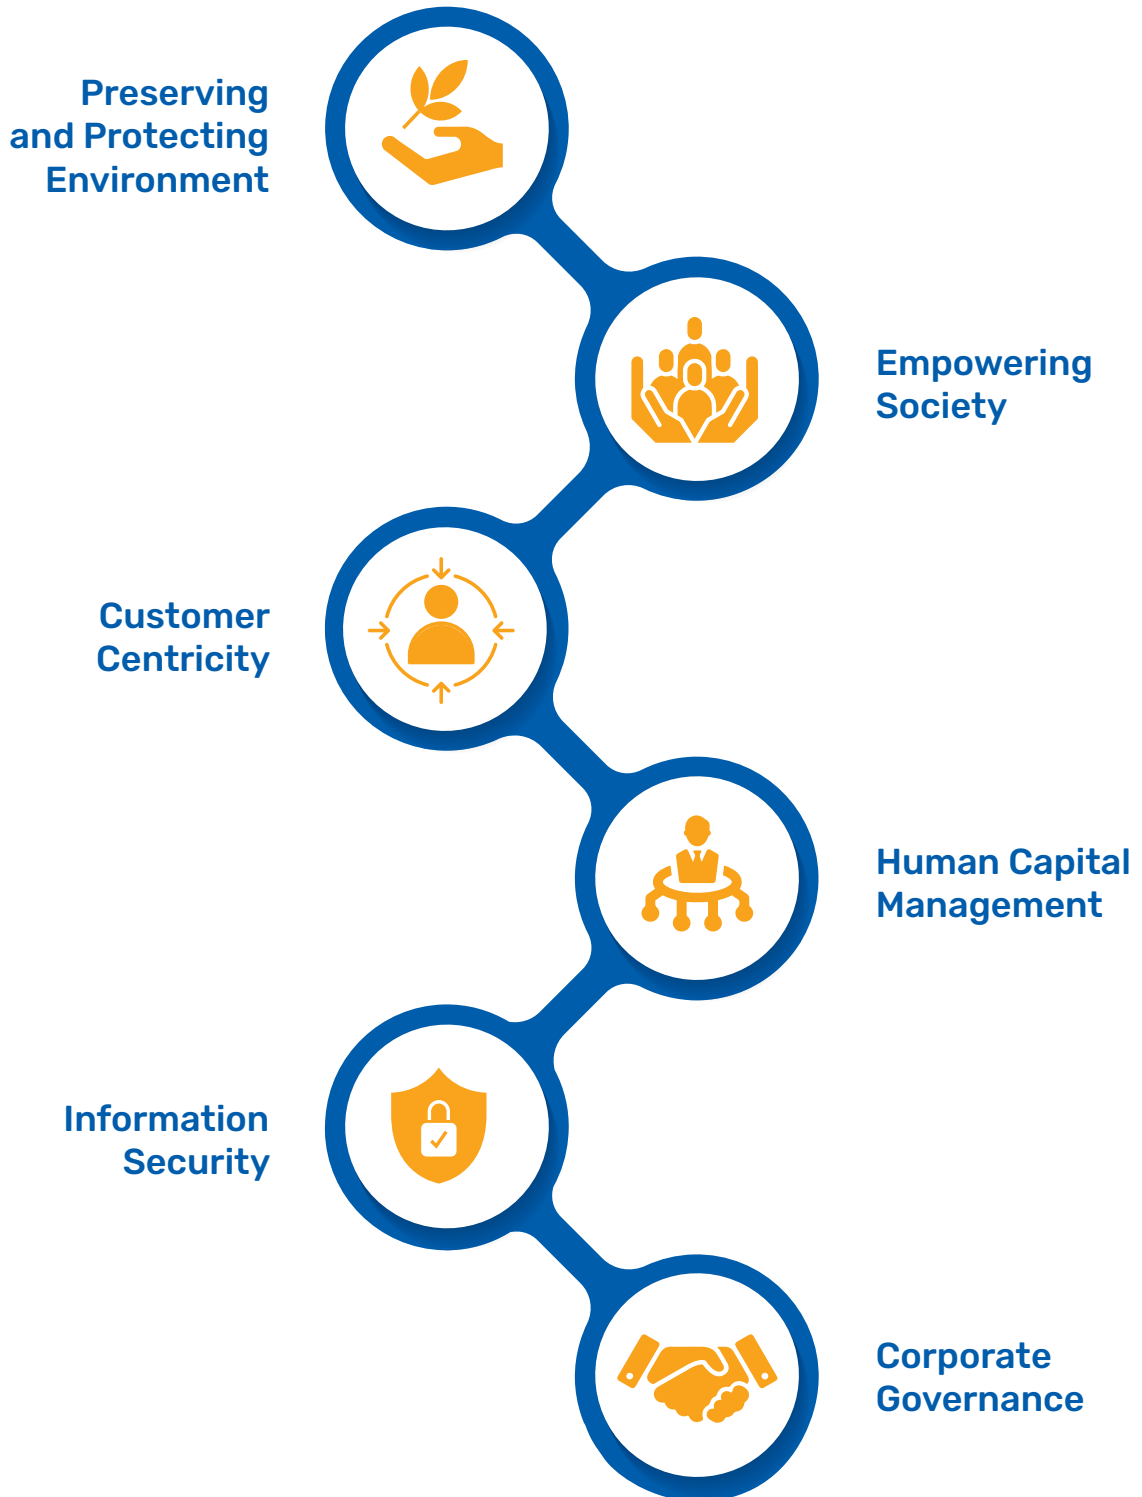 Preserving
and Protecting
Environment
Empowering
Society
Customer
Centricity
Human Capital
Management
Information
Security
Corporate
Governance